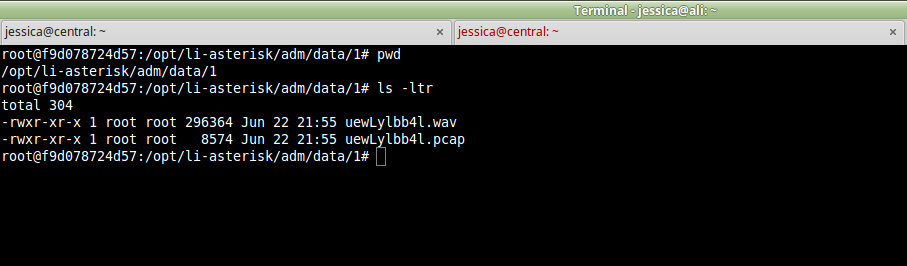 Terminal - jessica@ali: ~
jessica@central: ~ × jessica@central: ~ ×
root@f9d078724d57:/opt/li-asterisk/adm/data/1# pwd
/opt/li-asterisk/adm/data/1
root@f9d078724d57:/opt/li-asterisk/adm/data/1# ls -ltr
total 304
-rwxr-xr-x 1 root root 296364 Jun 22 21:55 uewLylbb4l.wav
-rwxr-xr-x 1 root root   8574 Jun 22 21:55 uewLylbb4l.pcap
root@f9d078724d57:/opt/li-asterisk/adm/data/1#